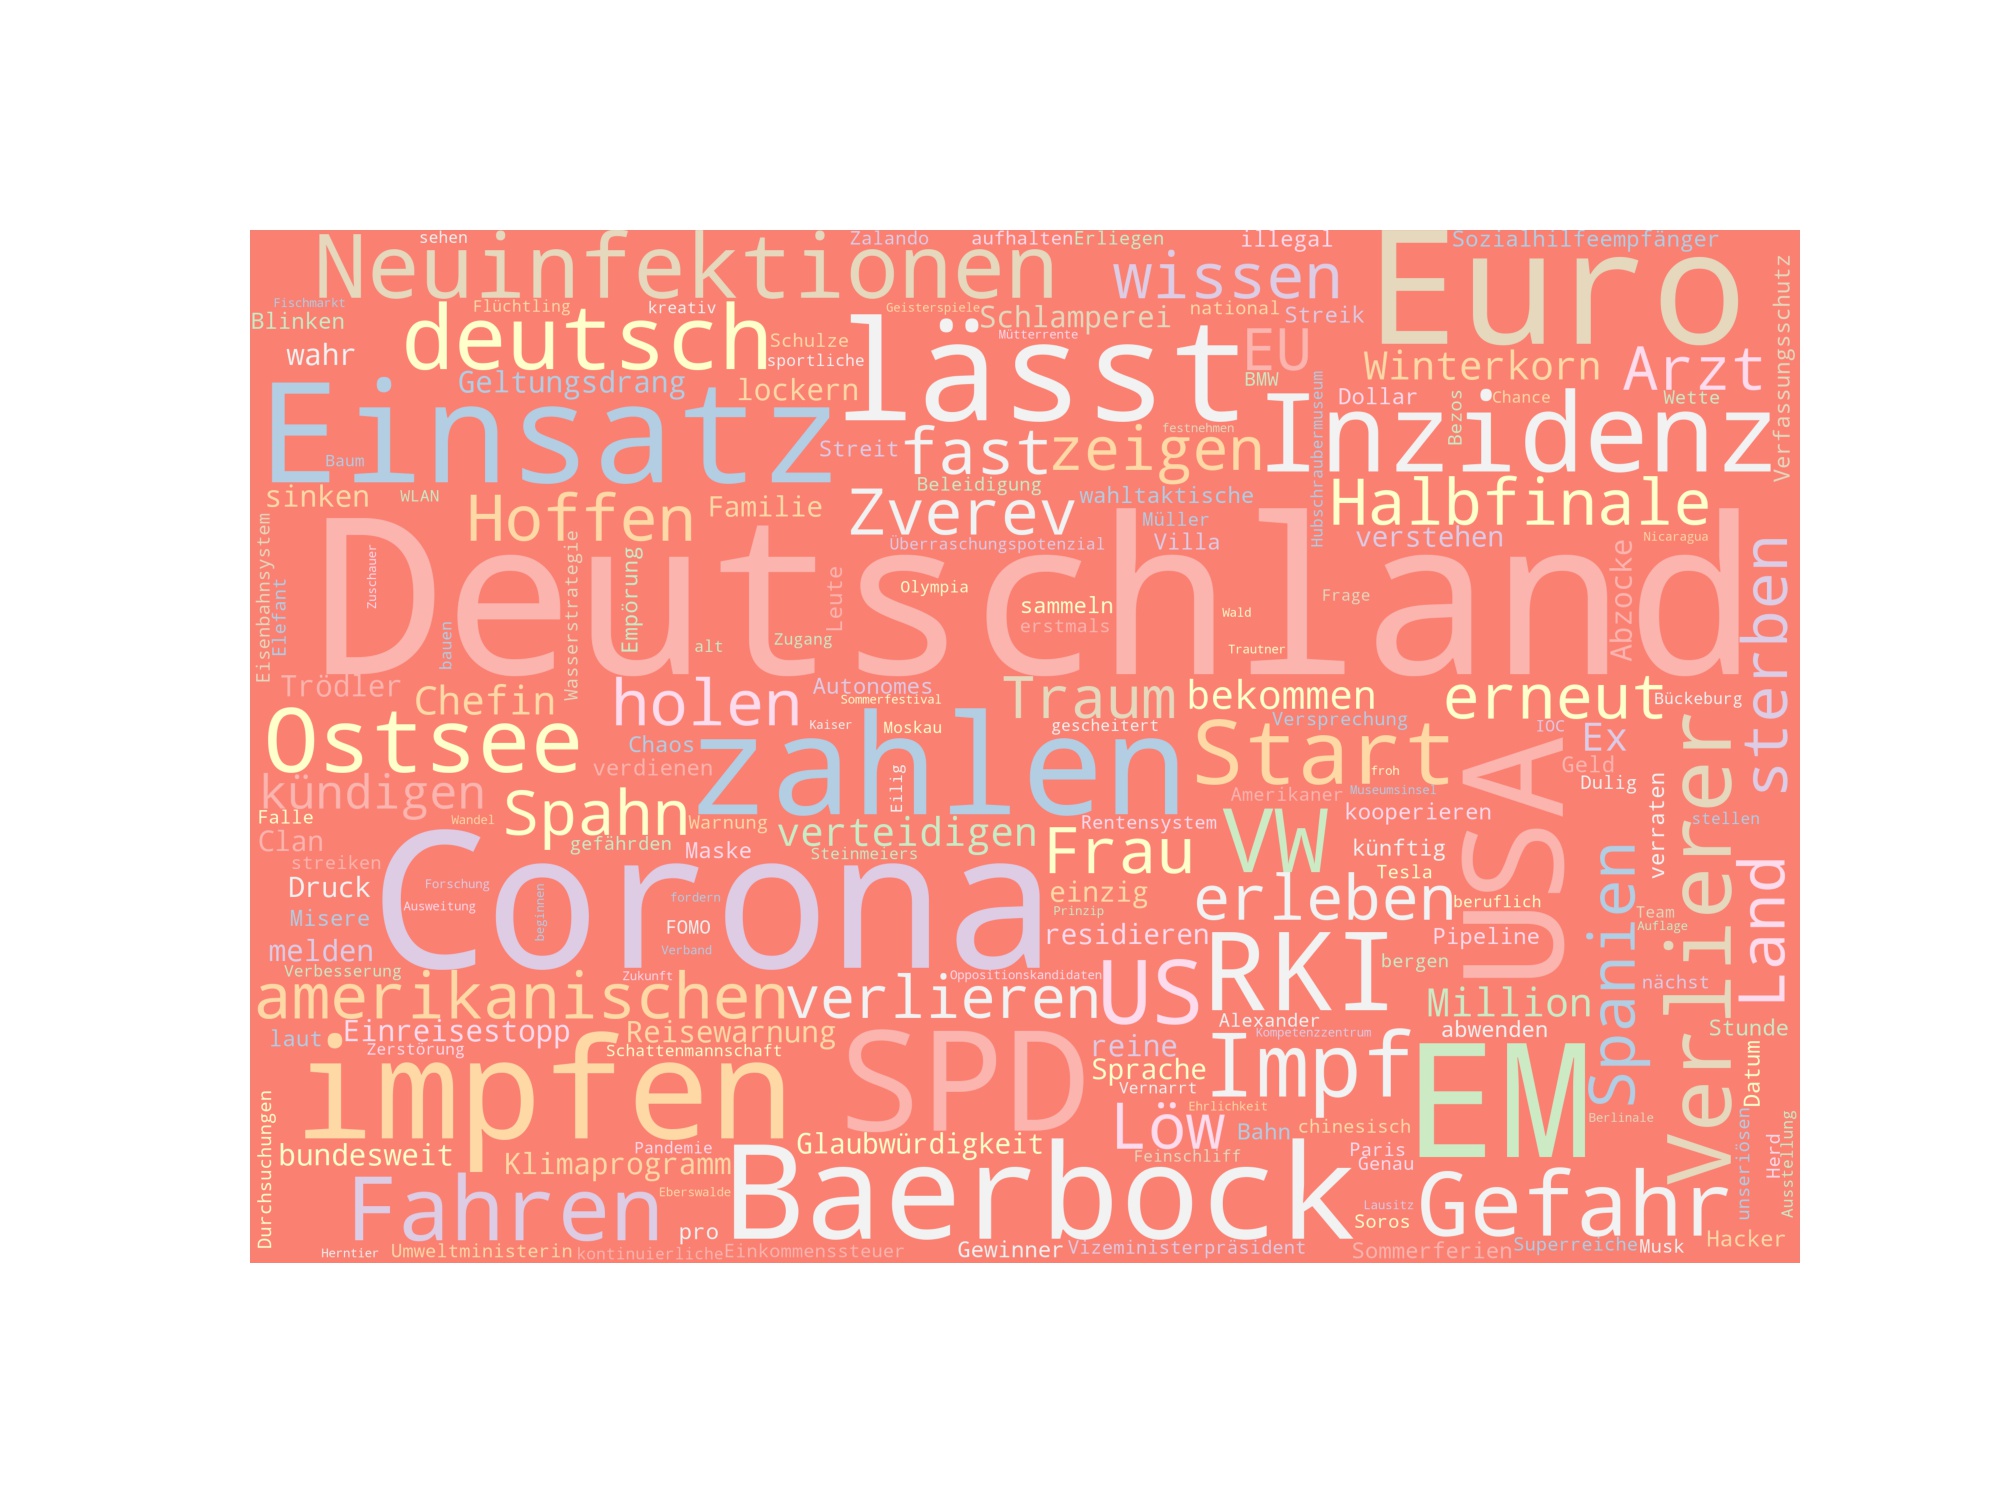 sehen
Zalando
aufhalten
Erliegen
illegal
Sozialhilfeempfänger
Neuinfektionen
wissen
Euro
Verfassungsschutz
Fischmarkt
Flüchtling
kreativ
Geisterspiele
Schlamperei
national
Streik
Blinken
deutsch
lässt
Mütterrente
EU
wahr
Schulze
sportliche
Winterkorn
Arzt
Geltungsdrang
lockern
BMW
Hubschraubermuseum
Dollar
Bezos
Chance
Wette
Einsatz
Inzidenz
Streit
fast
zeigen
festnehmen
Baum
sinken
WLAN
Hoffen
Familie
Zverev
Beleidigung
wahltaktische
Halbfinale
Müller
Villa
verstehen
Nicaragua
Überraschungspotenzial
Deutschland
Eisenbahnsystem
Elefant
Zuschauer
bauen
Wasserstrategie
Empörung
alt
Zugang
Leute
Olympia
sammeln
erstmals
Wald
Trautner
Frage
Abzocke
sterben
Trödler
Chefin
holen
Autonomes
Sommerfestival
Traum
bekommen
erneut
Bückeburg
Ostsee
Chaos
verdienen
zahlen
Kaiser
Moskau
gescheitert
Versprechung
Start
IOC
Ex
Geld
Dulig
kündigen
Eilig
froh
Amerikaner
Museumsinsel
USA
verraten
Verlierer
stellen
Falle
Wandel
Spahn
Warnung
verteidigen
Rentensystem
kooperieren
Clan
gefährden
Maske
Steinmeiers
Frau
VW
künftig
streiken
Tesla
Druck
Corona
Forschung
Ausweitung
beginnen
fordern
einzig
Prinzip
erleben
beruflich
Spanien
Land
Misere
FOMO
Verband
residieren
Pipeline
Team
Auflage
melden
RKI
bergen
Verbesserung
Zukunft
Oppositionskandidaten
nächst
amerikanischen
verlieren
US
Million
laut
Einreisestopp
Reisewarnung
Alexander
abwenden
Stunde
Zerstörung
Schattenmannschaft
SPD
reine
Kompetenzzentrum
Impf
EM
Datum
impfen
Sprache
Vernarrt
Durchsuchungen
Löw
Ehrlichkeit
Bahn
chinesisch
Berlinale
unseriösen
Herd
Ausstellung
bundesweit
Pandemie
Glaubwürdigkeit
Klimaprogramm
Feinschliff
Paris
Genau
Fahren
Eberswalde
Baerbock
Lausitz
Soros
Gefahr
pro
Herntier
Umweltministerin
kontinuierliche
Einkommenssteuer
Gewinner
Vizeministerpräsident
Sommerferien
Superreiche
Musk
Hacker